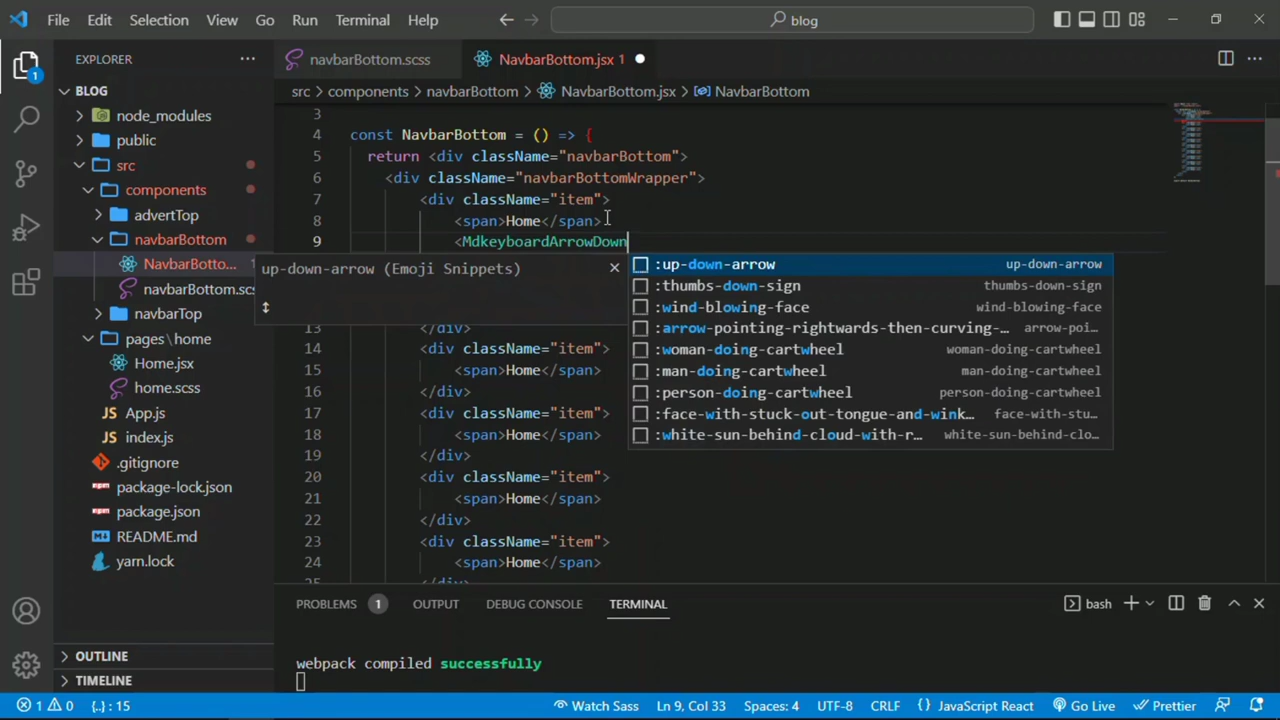 File Edit Selection View Go Run Terminal Help
blog
EXPLORER
navbarBottom.scss
NavbarBottom.jsx 1
src > components > navbarBottom > NavbarBottom.jsx > NavbarBottom
1
BLOG
node_modules
public
src
components
advertTop
navbarBottom
NavbarBotto...
navbarBottom.scs
navbarTop
pages\home
Home.jsx
home.scss
App.js
index.js
.gitignore
package-lock.json
package.json
README.md
yarn.lock
OUTLINE
TIMELINE
3
4 const NavbarBottom = () => {
5 return <div className="navbarBottom">
6 <div className="navbarBottomWrapper">
7 <div className="item">
8 <span>Home</span>
9 <MdkeyboardArrowDown
up-down-arrow (Emoji Snippets)
↕
:up-down-arrow up-down-arrow
:thumbs-down-sign thumbs-down-sign
:wind-blowing-face wind-blowing-face
:arrow-pointing-rightwards-then-curving-... arrow-poi...
:woman-doing-cartwheel woman-doing-cartwheel
:man-doing-cartwheel man-doing-cartwheel
:person-doing-cartwheel person-doing-cartwheel
:face-with-stuck-out-tongue-and-wink... face-with-stu...
:white-sun-behind-cloud-with-r... white-sun-behind-clo...
13 </div>
14 <div className="item">
15 <span>Home</span>
16 </div>
17 <div className="item">
18 <span>Home</span>
19 </div>
20 <div className="item">
21 <span>Home</span>
22 </div>
23 <div className="item">
24 <span>Home</span>
25 </div>
PROBLEMS 1 OUTPUT DEBUG CONSOLE TERMINAL
bash
webpack compiled successfully
1 0 {..} : 15 Watch Sass Ln 9, Col 33 Spaces: 4 UTF-8 CRLF {} JavaScript React Go Live Prettier